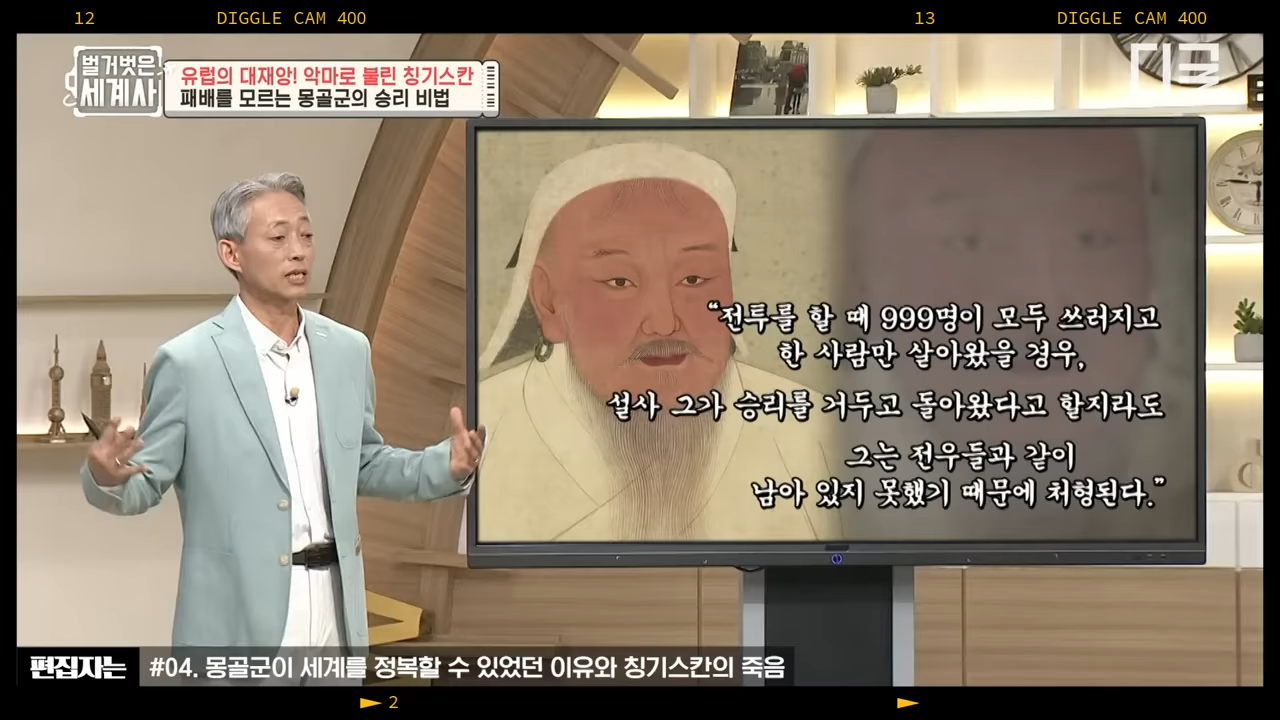 12
DIGGLE CAM 400
13
DIGGLE CAM 400
벌거벗은
세계사
유럽의 대재앙! 악마로 불린 칭기스칸
패배를 모르는 몽골군의 승리 비법
디글
“전투를 할 때 999명이 모두 쓰러지고
한 사람만 살아왔을 경우,
설사 그가 승리를 거두고 돌아왔다고 할지라도
그는 전우들과 같이
남아 있지 못했기 때문에 처형된다.”
편집자는
#04. 몽골군이 세계를 정복할 수 있었던 이유와 칭기스칸의 죽음
2